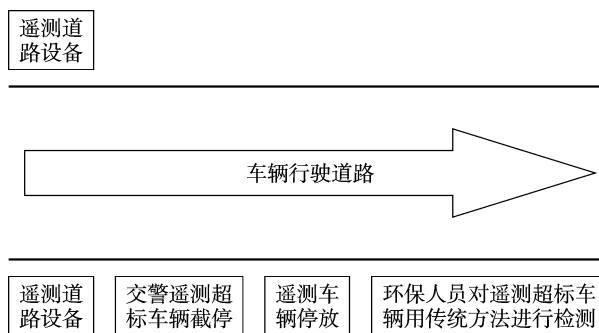 遥测道
路设备
车辆行驶道路
遥测道
路设备
交警遥测超
标车辆截停
遥测车
辆停放
环保人员对遥测超标车
辆用传统方法进行检测